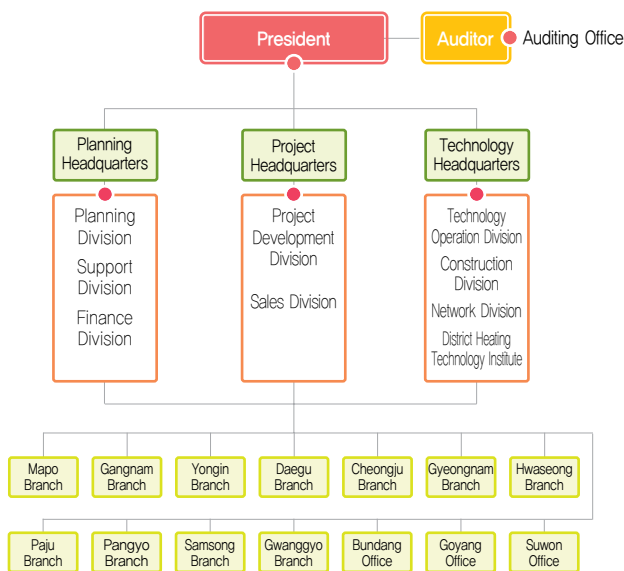 President
Auditor
Auditing Office
Planning
Headquarters
Project
Headquarters
Technology
Headquarters
Planning
Division
Support
Division
Finance
Division
Project
Development
Division
Sales Division
Technology
Operation Division
Construction
Division
Network Division
District Heating
Technology Institute
Mapo
Branch
Gangnam
Branch
Yongin
Branch
Daegu
Branch
Cheongju
Branch
Gyeongnam
Branch
Hwaseong
Branch
Paju
Branch
Pangyo
Branch
Samsong
Branch
Gwanggyo
Branch
Bundang
Office
Goyang
Office
Suwon
Office